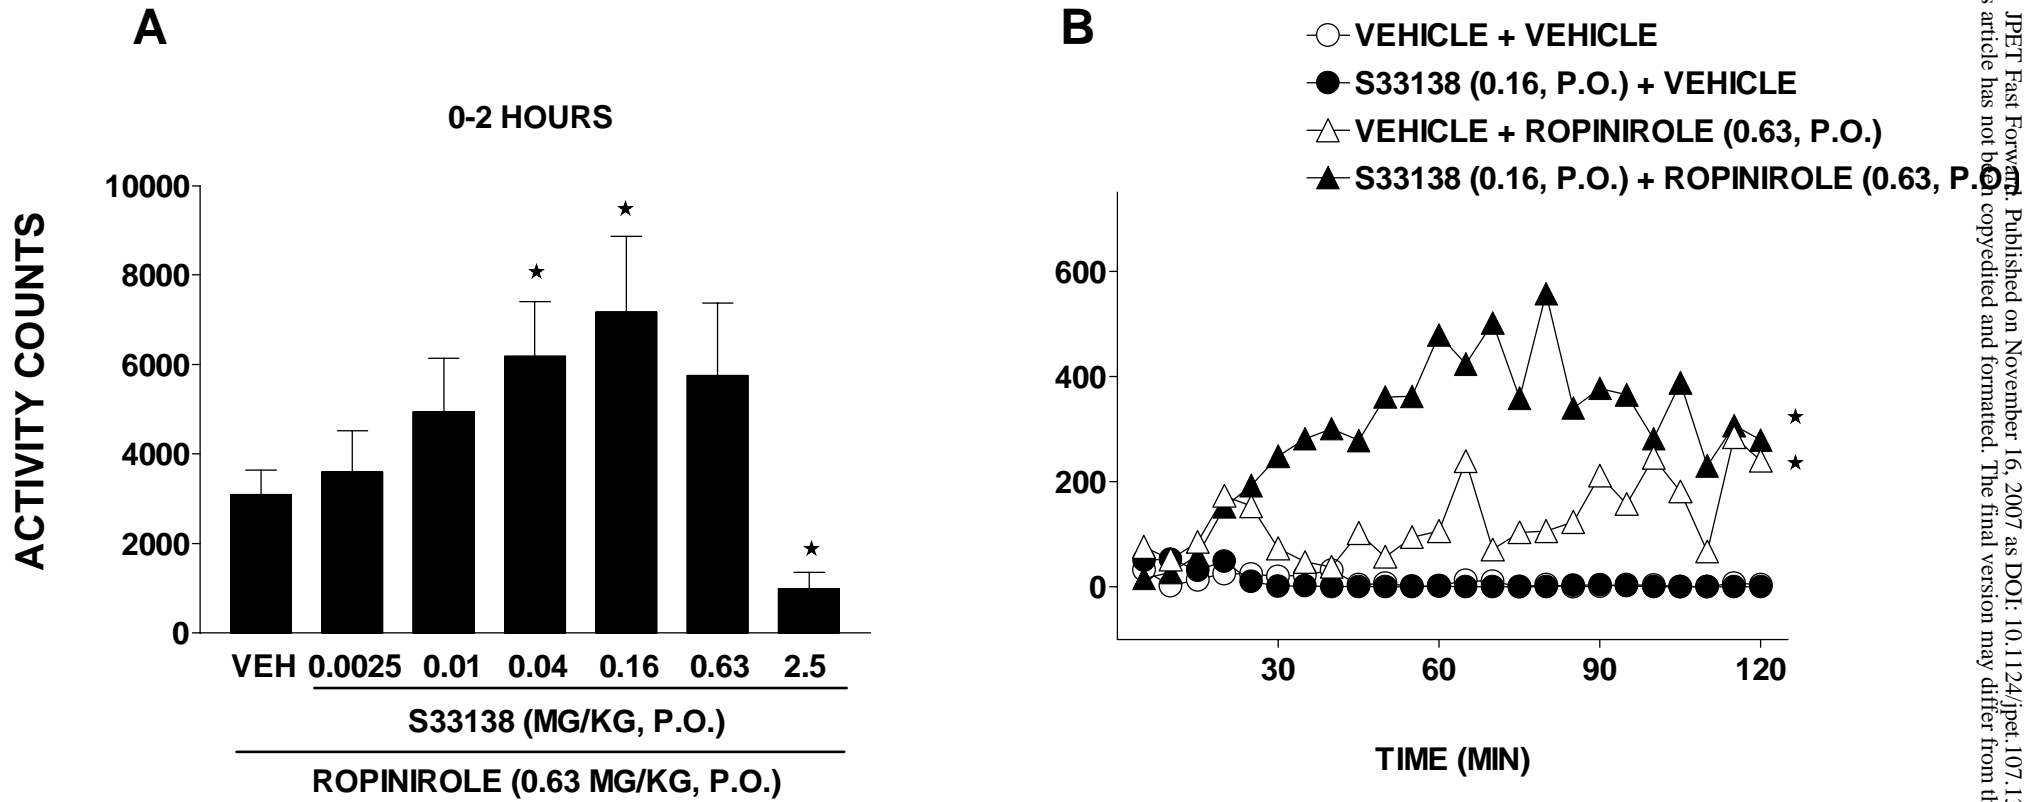 A
0-2 HOURS
ACTIVITY COUNTS
10000
8000
6000
4000
2000
0
VEH 0.0025 0.01 0.04 0.16 0.63 2.5
S33138 (MG/KG, P.O.)
ROPINIROLE (0.63 MG/KG, P.O.)
B
VEHICLE + VEHICLE
S33138 (0.16, P.O.) + VEHICLE
VEHICLE + ROPINIROLE (0.63, P.O.)
S33138 (0.16, P.O.) + ROPINIROLE (0.63, P.O.)
600
400
200
0
30 60 90 120
TIME (MIN)
JPET Fast Forward. Published on November 16, 2007 as DOI: 10.1124/jpet.107.1
article has not been copyedited and formatted. The final version may differ from